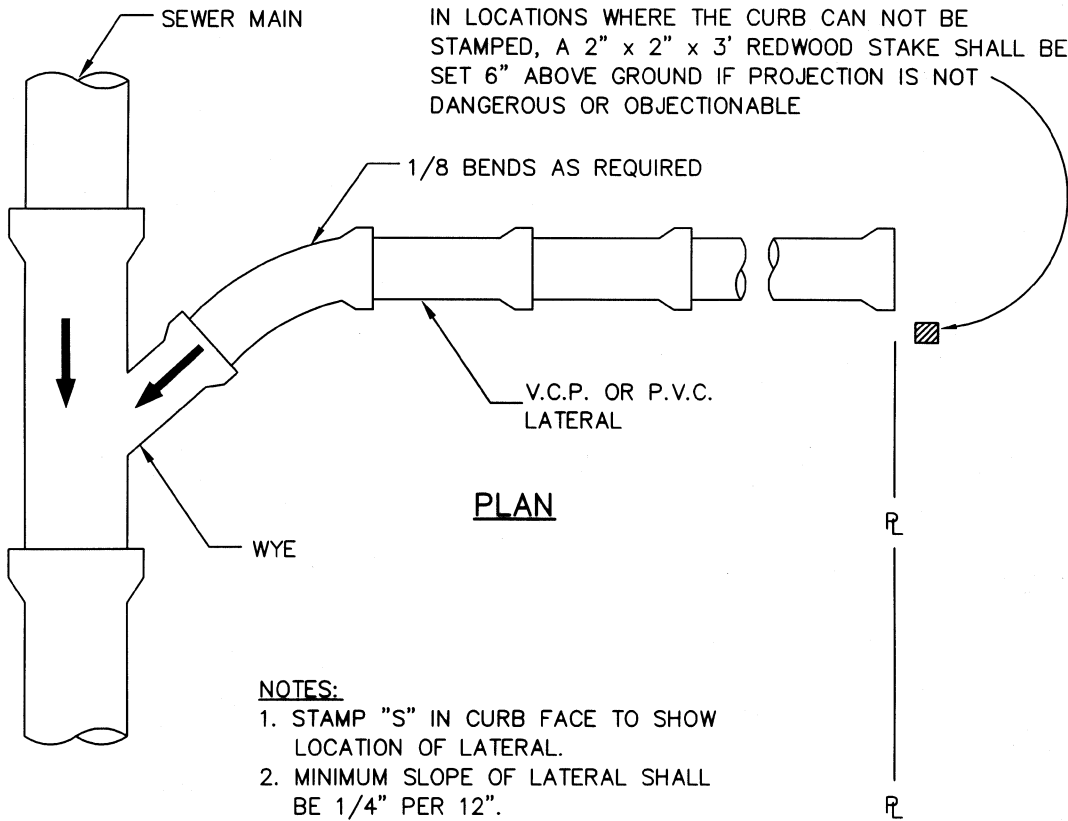 SEWER MAIN
IN LOCATIONS WHERE THE CURB CAN NOT BE
STAMPED, A 2" x 2" x 3' REDWOOD STAKE SHALL BE
SET 6" ABOVE GROUND IF PROJECTION IS NOT
DANGEROUS OR OBJECTIONABLE
1/8 BENDS AS REQUIRED
V.C.P. OR P.V.C.
LATERAL
PLAN
PL
WYE
NOTES:
1. STAMP "S" IN CURB FACE TO SHOW
LOCATION OF LATERAL.
2. MINIMUM SLOPE OF LATERAL SHALL
BE 1/4" PER 12".
PL